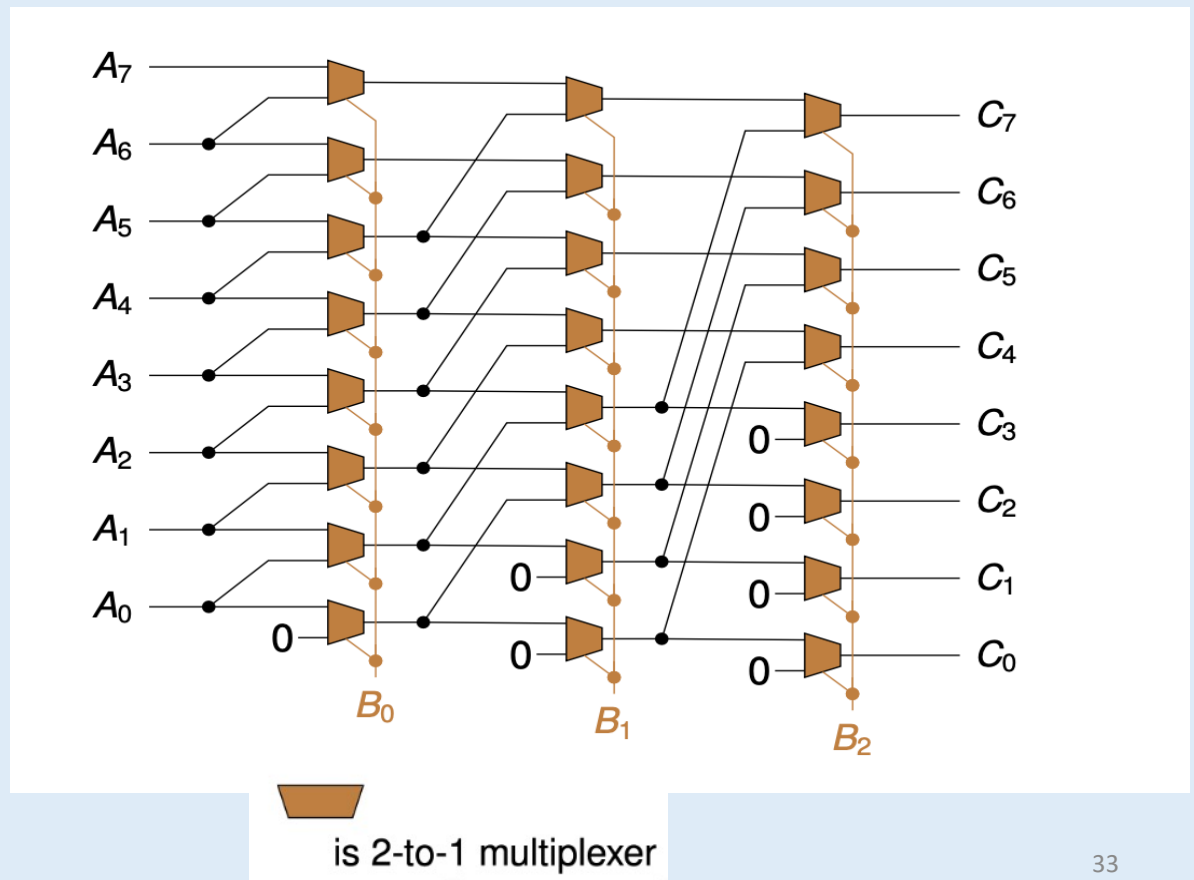 A₇
C₇
A₆
C₆
A₅
C₅
A₄
C₄
A₃
C₃
0
A₂
C₂
0
A₁
0
C₁
0
A₀
0
0
C₀
0
B₀
B₁
B₂
is 2-to-1 multiplexer
33